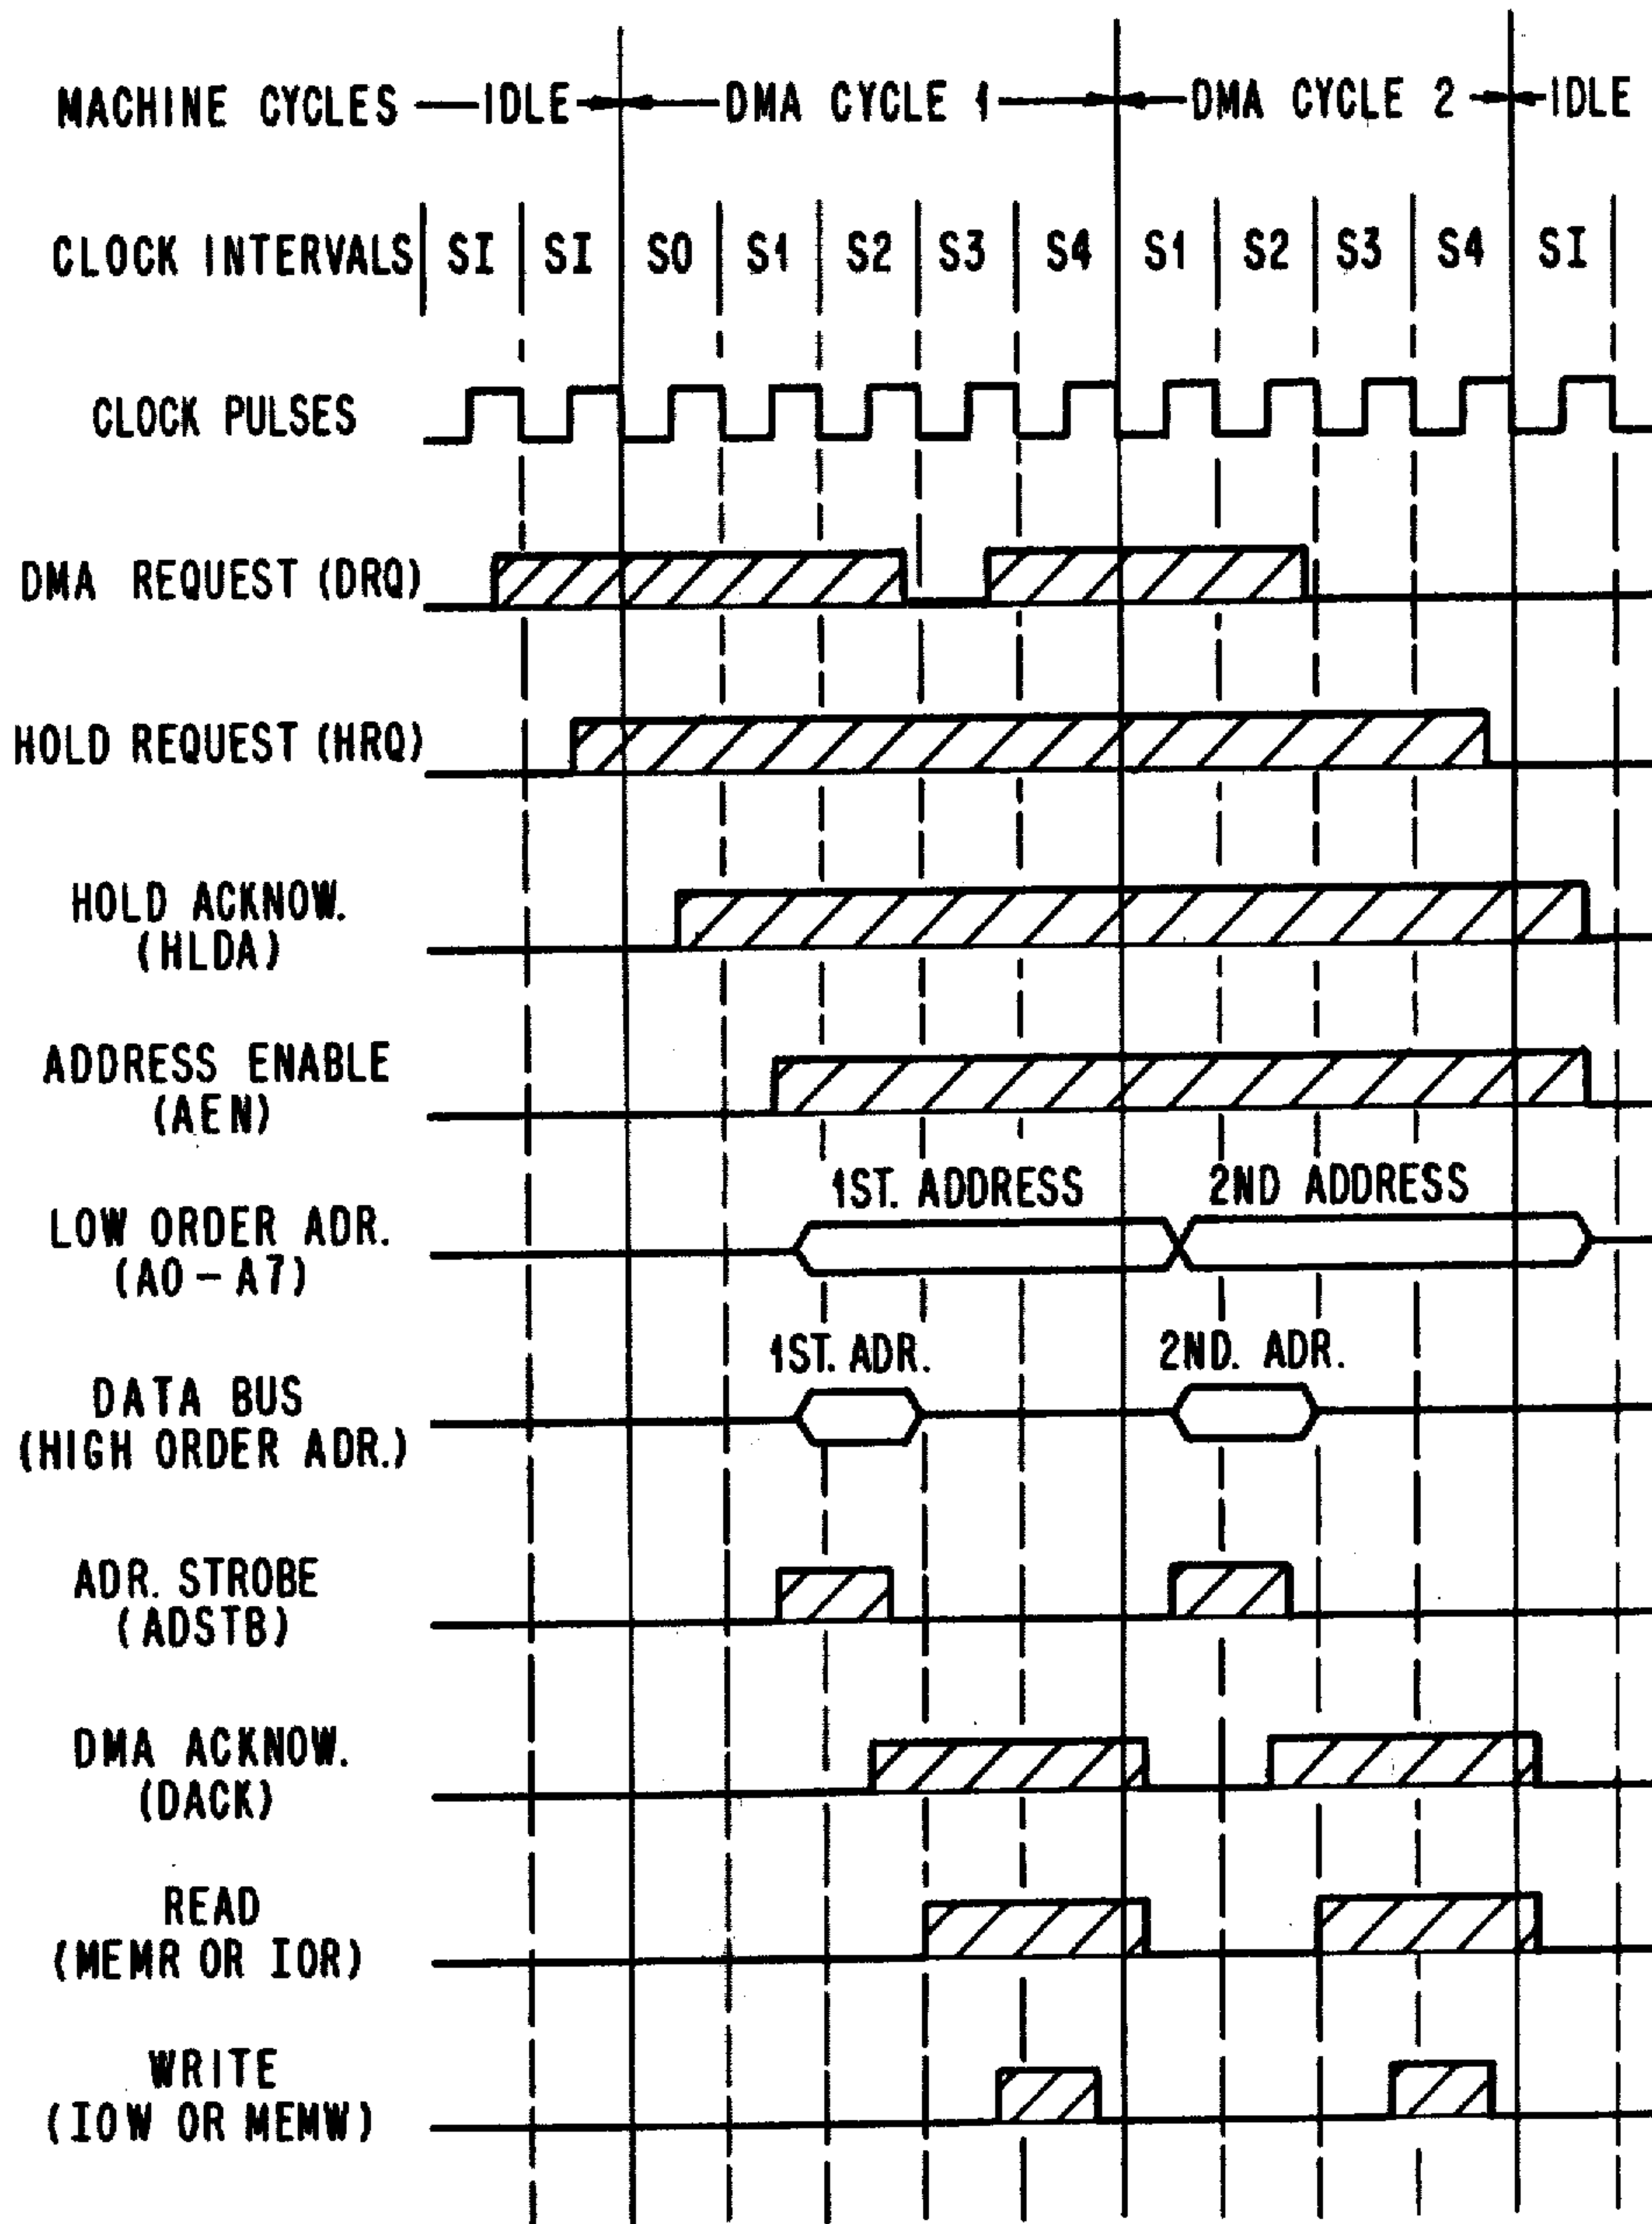 MACHINE CYCLES IDLE DMA CYCLE 1 DMA CYCLE 2 IDLE
CLOCK INTERVALS SI SI S0 S1 S2 S3 S4 S1 S2 S3 S4 SI
CLOCK PULSES
DMA REQUEST (DRQ)
HOLD REQUEST (HRQ)
HOLD ACKNOW.
(HLDA)
ADDRESS ENABLE
(AEN)
1ST. ADDRESS 2ND ADDRESS
LOW ORDER ADR.
(A0-A7)
1ST. ADR. 2ND. ADR.
DATA BUS
(HIGH ORDER ADR.)
ADR. STROBE
(ADSTB)
DMA ACKNOW.
(DACK)
READ
(MEMR OR IOR)
WRITE
(IOW OR MEMW)